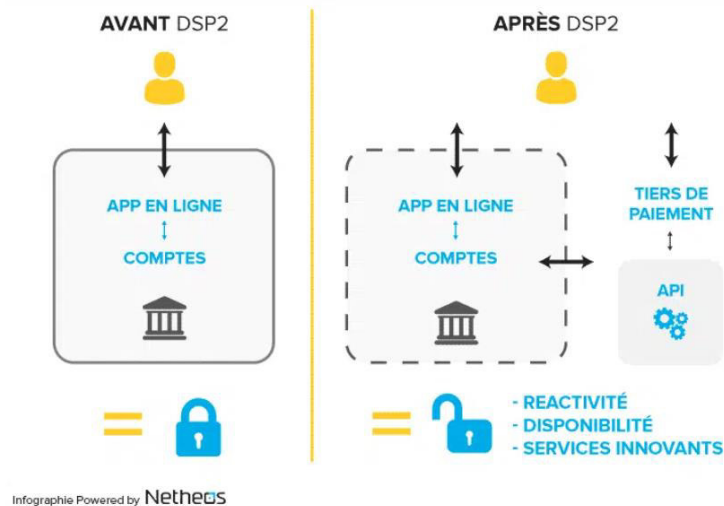 AVANT DSP2
APP EN LIGNE
COMPTES
APRÈS DSP2
APP EN LIGNE
COMPTES
TIERS DE
PAIEMENT
API
- REACTIVITÉ
- DISPONIBILITÉ
- SERVICES INNOVANTS
Infographie Powered by Netheos